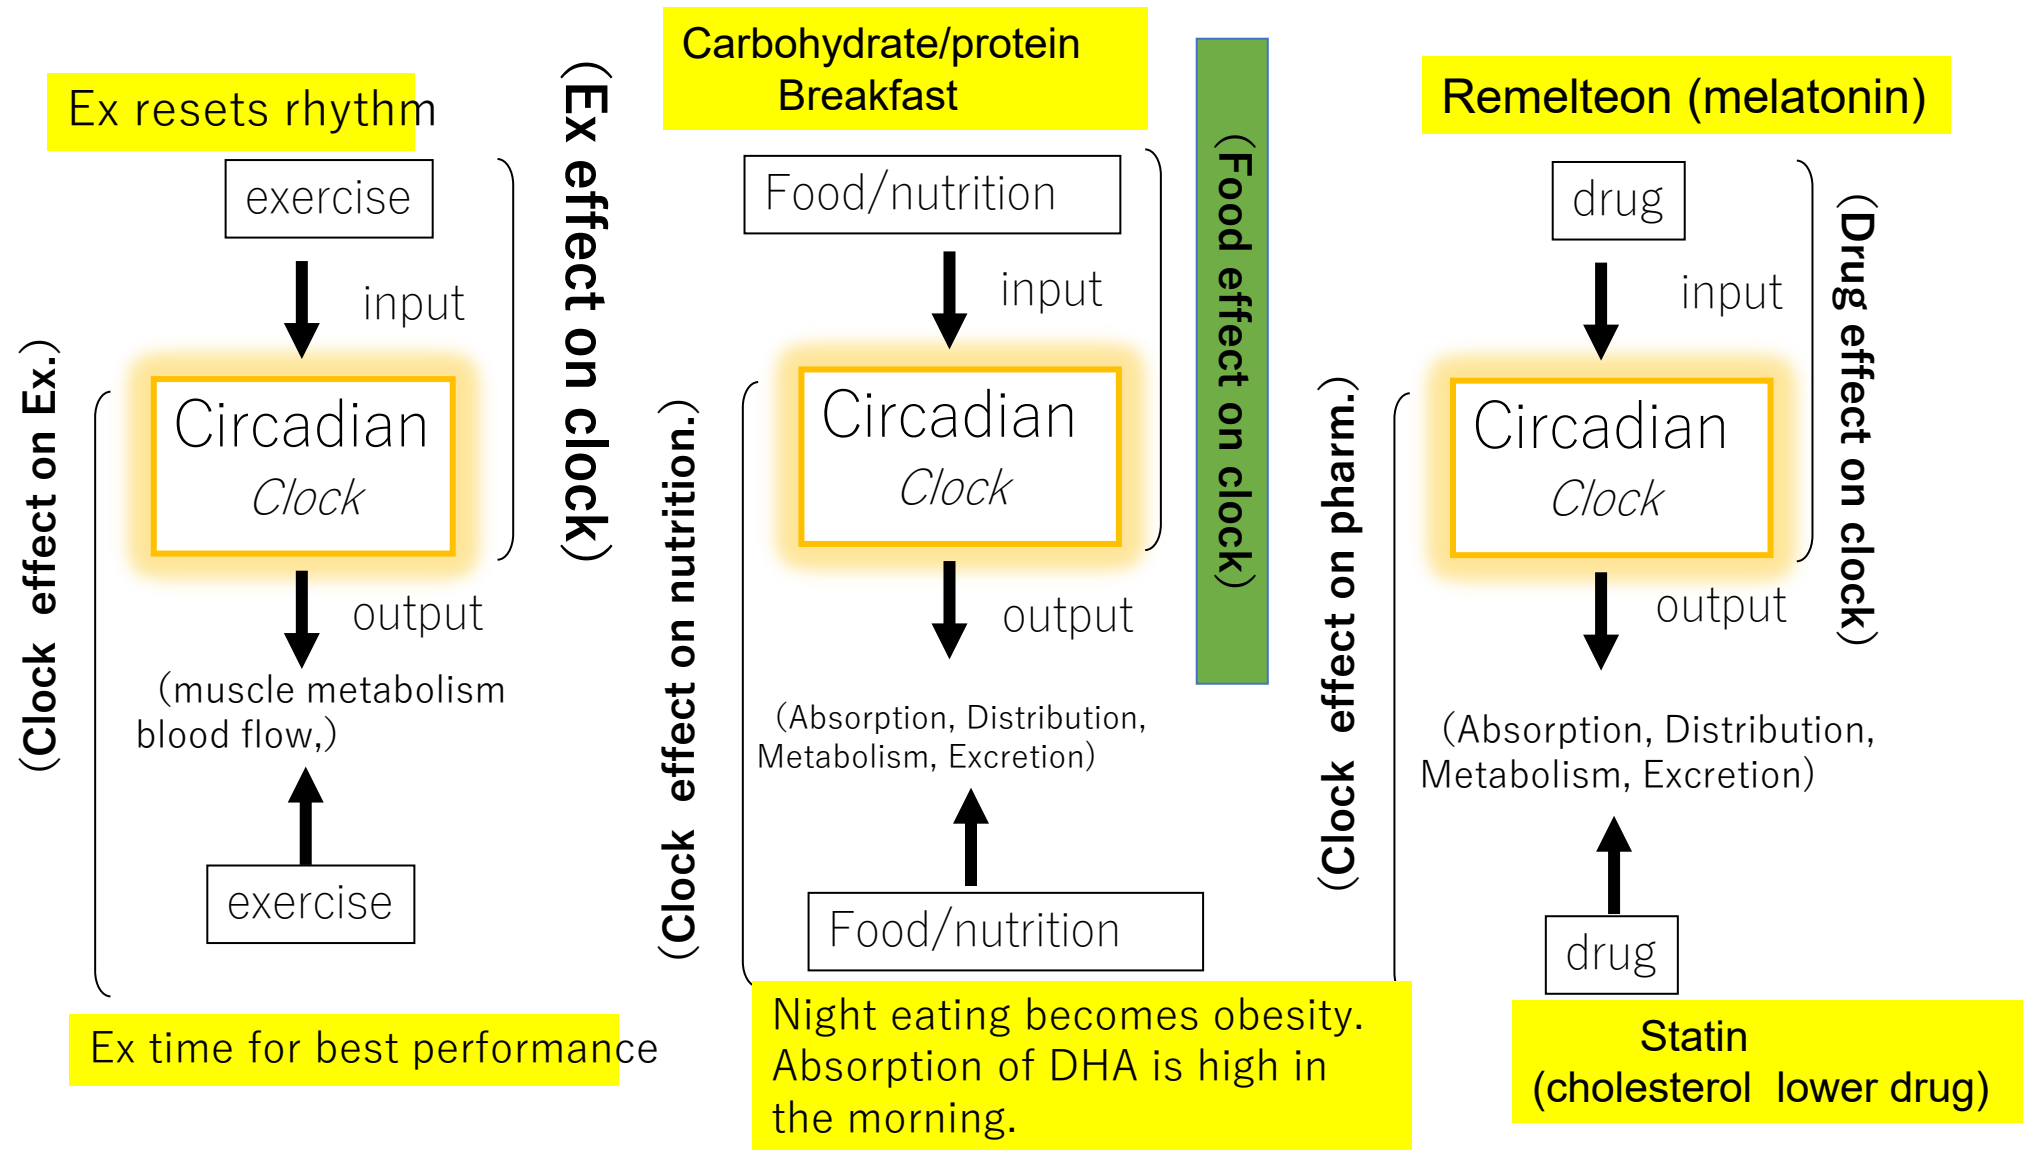 Ex resets rhythm
exercise
input
(Ex effect on clock)
Circadian
Clock
(Clock effect on Ex.)
output
(muscle metabolism
blood flow,)
exercise
Ex time for best performance
Carbohydrate/protein
Breakfast
Food/nutrition
input
(Food effect on clock)
Circadian
Clock
(Clock effect on nutrition.)
output
(Absorption, Distribution,
Metabolism, Excretion)
Food/nutrition
Night eating becomes obesity.
Absorption of DHA is high in
the morning.
Remelteon (melatonin)
drug
input
(Drug effect on clock)
Circadian
Clock
(Clock effect on pharm.)
output
(Absorption, Distribution,
Metabolism, Excretion)
drug
Statin
(cholesterol lower drug)